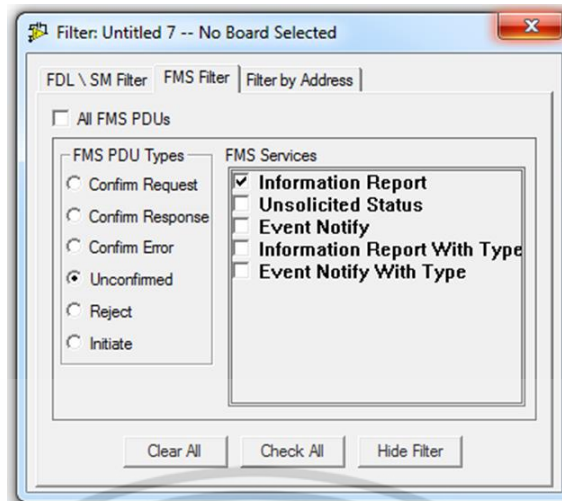 Filter: Untitled 7 -- No Board Selected
FDL \ SM Filter FMS Filter Filter by Address
All FMS PDUs
FMS PDU Types
Confirm Request
Confirm Response
Confirm Error
Unconfirmed
Reject
Initiate
FMS Services
Information Report
Unsolicited Status
Event Notify
Information Report With Type
Event Notify With Type
Clear All Check All Hide Filter